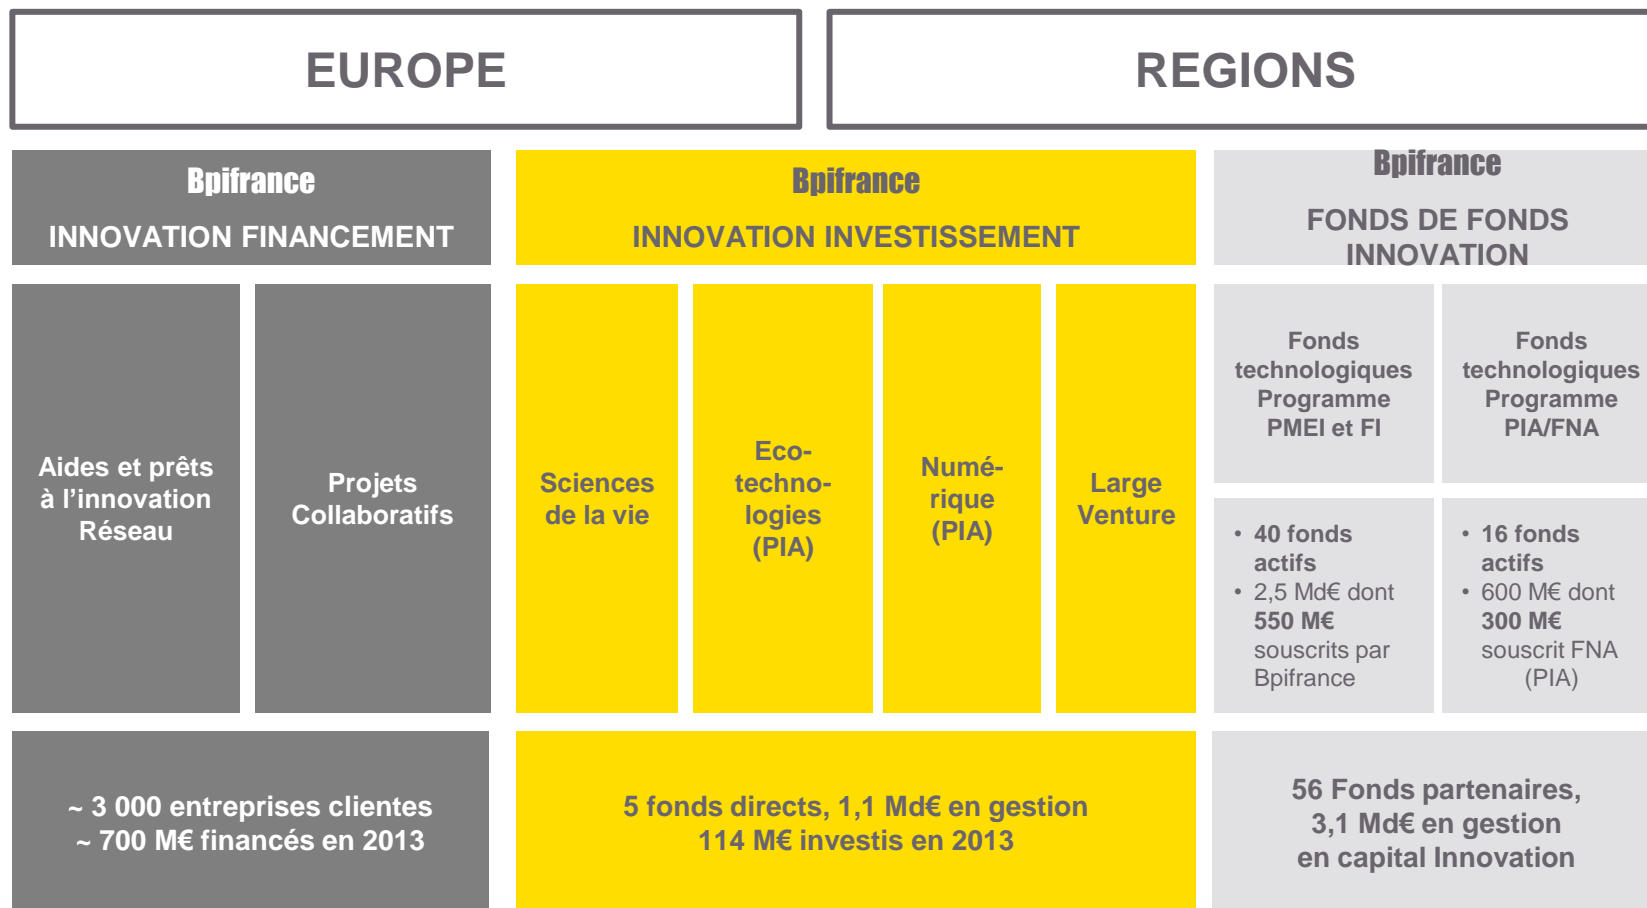 EUROPE
REGIONS
Bpifrance
INNOVATION FINANCEMENT
Bpifrance
INNOVATION INVESTISSEMENT
Bpifrance
FONDS DE FONDS
INNOVATION
Aides et prêts
à l’innovation
Réseau
Projets
Collaboratifs
Sciences
de la vie
Eco-
techno-
logies
(PIA)
Numé-
rique
(PIA)
Large
Venture
Fonds
technologiques
Programme
PMEI et FI
Fonds
technologiques
Programme
PIA/FNA
• 40 fonds
actifs
• 2,5 Md€ dont
550 M€
souscrits par
Bpifrance
• 16 fonds
actifs
• 600 M€ dont
300 M€
souscrit FNA
(PIA)
~ 3 000 entreprises clientes
~ 700 M€ financés en 2013
5 fonds directs, 1,1 Md€ en gestion
114 M€ investis en 2013
56 Fonds partenaires,
3,1 Md€ en gestion
en capital Innovation